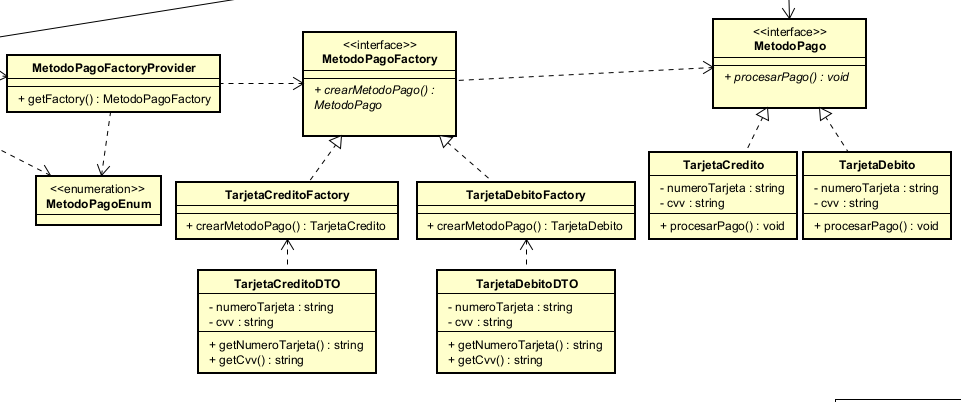 MetodoPagoFactoryProvider
+ getFactory() : MetodoPagoFactory
<<enumeration>>
MetodoPagoEnum
<<interface>>
MetodoPagoFactory
+ crearMetodoPago() :
MetodoPago
<<interface>>
MetodoPago
+ procesarPago() : void
TarjetaCreditoFactory
+ crearMetodoPago() : TarjetaCredito
TarjetaDebitoFactory
+ crearMetodoPago() : TarjetaDebito
TarjetaCredito
- numeroTarjeta : string
- cvv : string
+ procesarPago() : void
TarjetaDebito
- numeroTarjeta : string
- cvv : string
+ procesarPago() : void
TarjetaCreditoDTO
- numeroTarjeta : string
- cvv : string
+ getNumeroTarjeta() : string
+ getCvv() : string
TarjetaDebitoDTO
- numeroTarjeta : string
- cvv : string
+ getNumeroTarjeta() : string
+ getCvv() : string